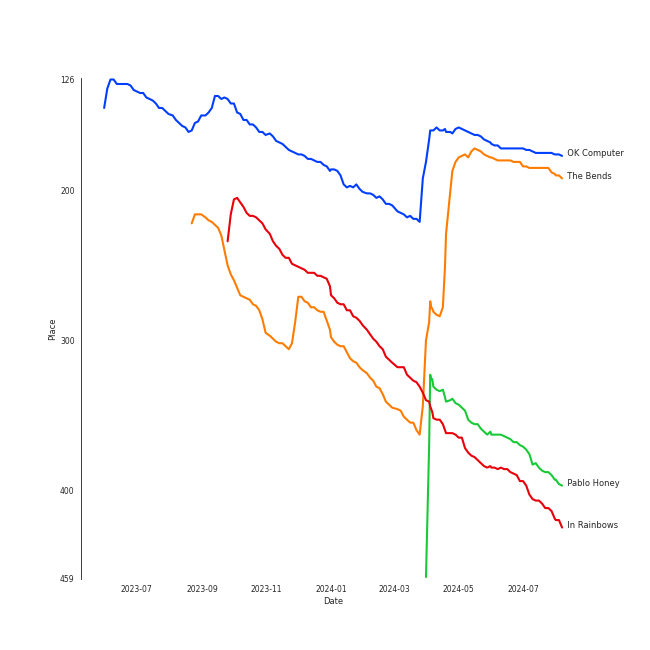 126
200
300
400
459
Place
2023-07
2023-09
2023-11
2024-01
2024-03
2024-05
2024-07
Date
OK Computer
The Bends
Pablo Honey
In Rainbows